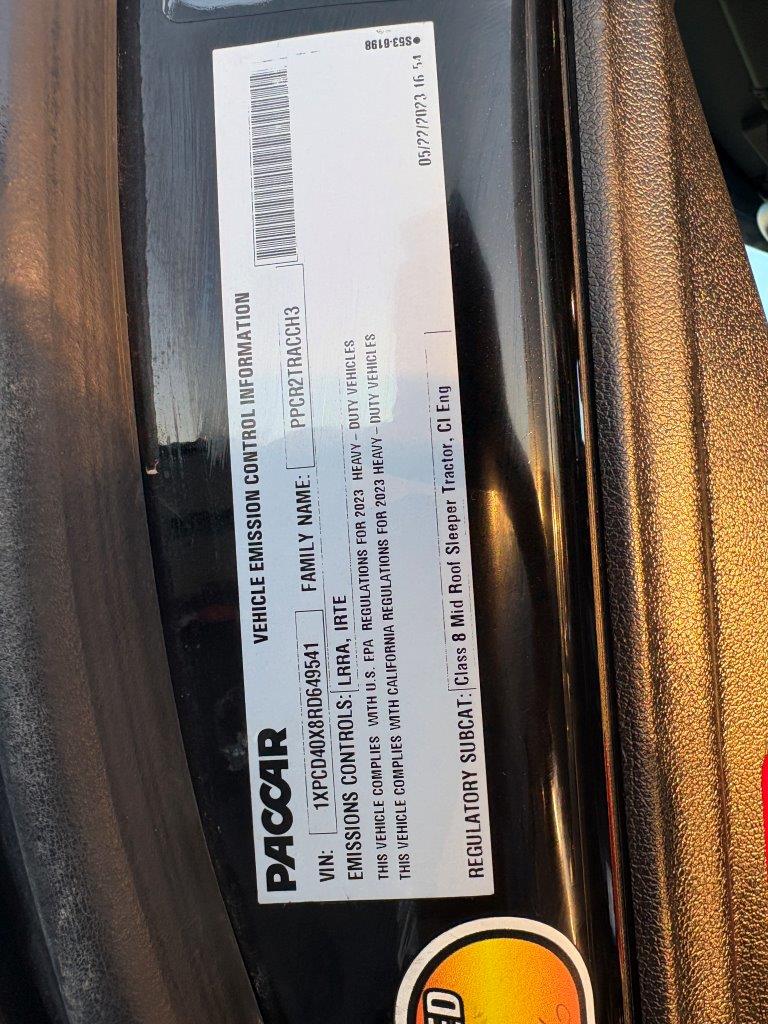 PACCAR
VEHICLE EMISSION CONTROL INFORMATION
VIN: 1XPCD40X8RD649541 FAMILY NAME: PPCR2TRACCH3
EMISSIONS CONTROLS: LRRA, IRTE
THIS VEHICLE COMPLIES WITH U.S. EPA REGULATIONS FOR 2023 HEAVY-DUTY VEHICLES
THIS VEHICLE COMPLIES WITH CALIFORNIA REGULATIONS FOR 2023 HEAVY-DUTY VEHICLES
05/22/2023 16 54
REGULATORY SUBCAT: Class 8 Mid Roof Sleeper Tractor, CI Eng
S53-6198